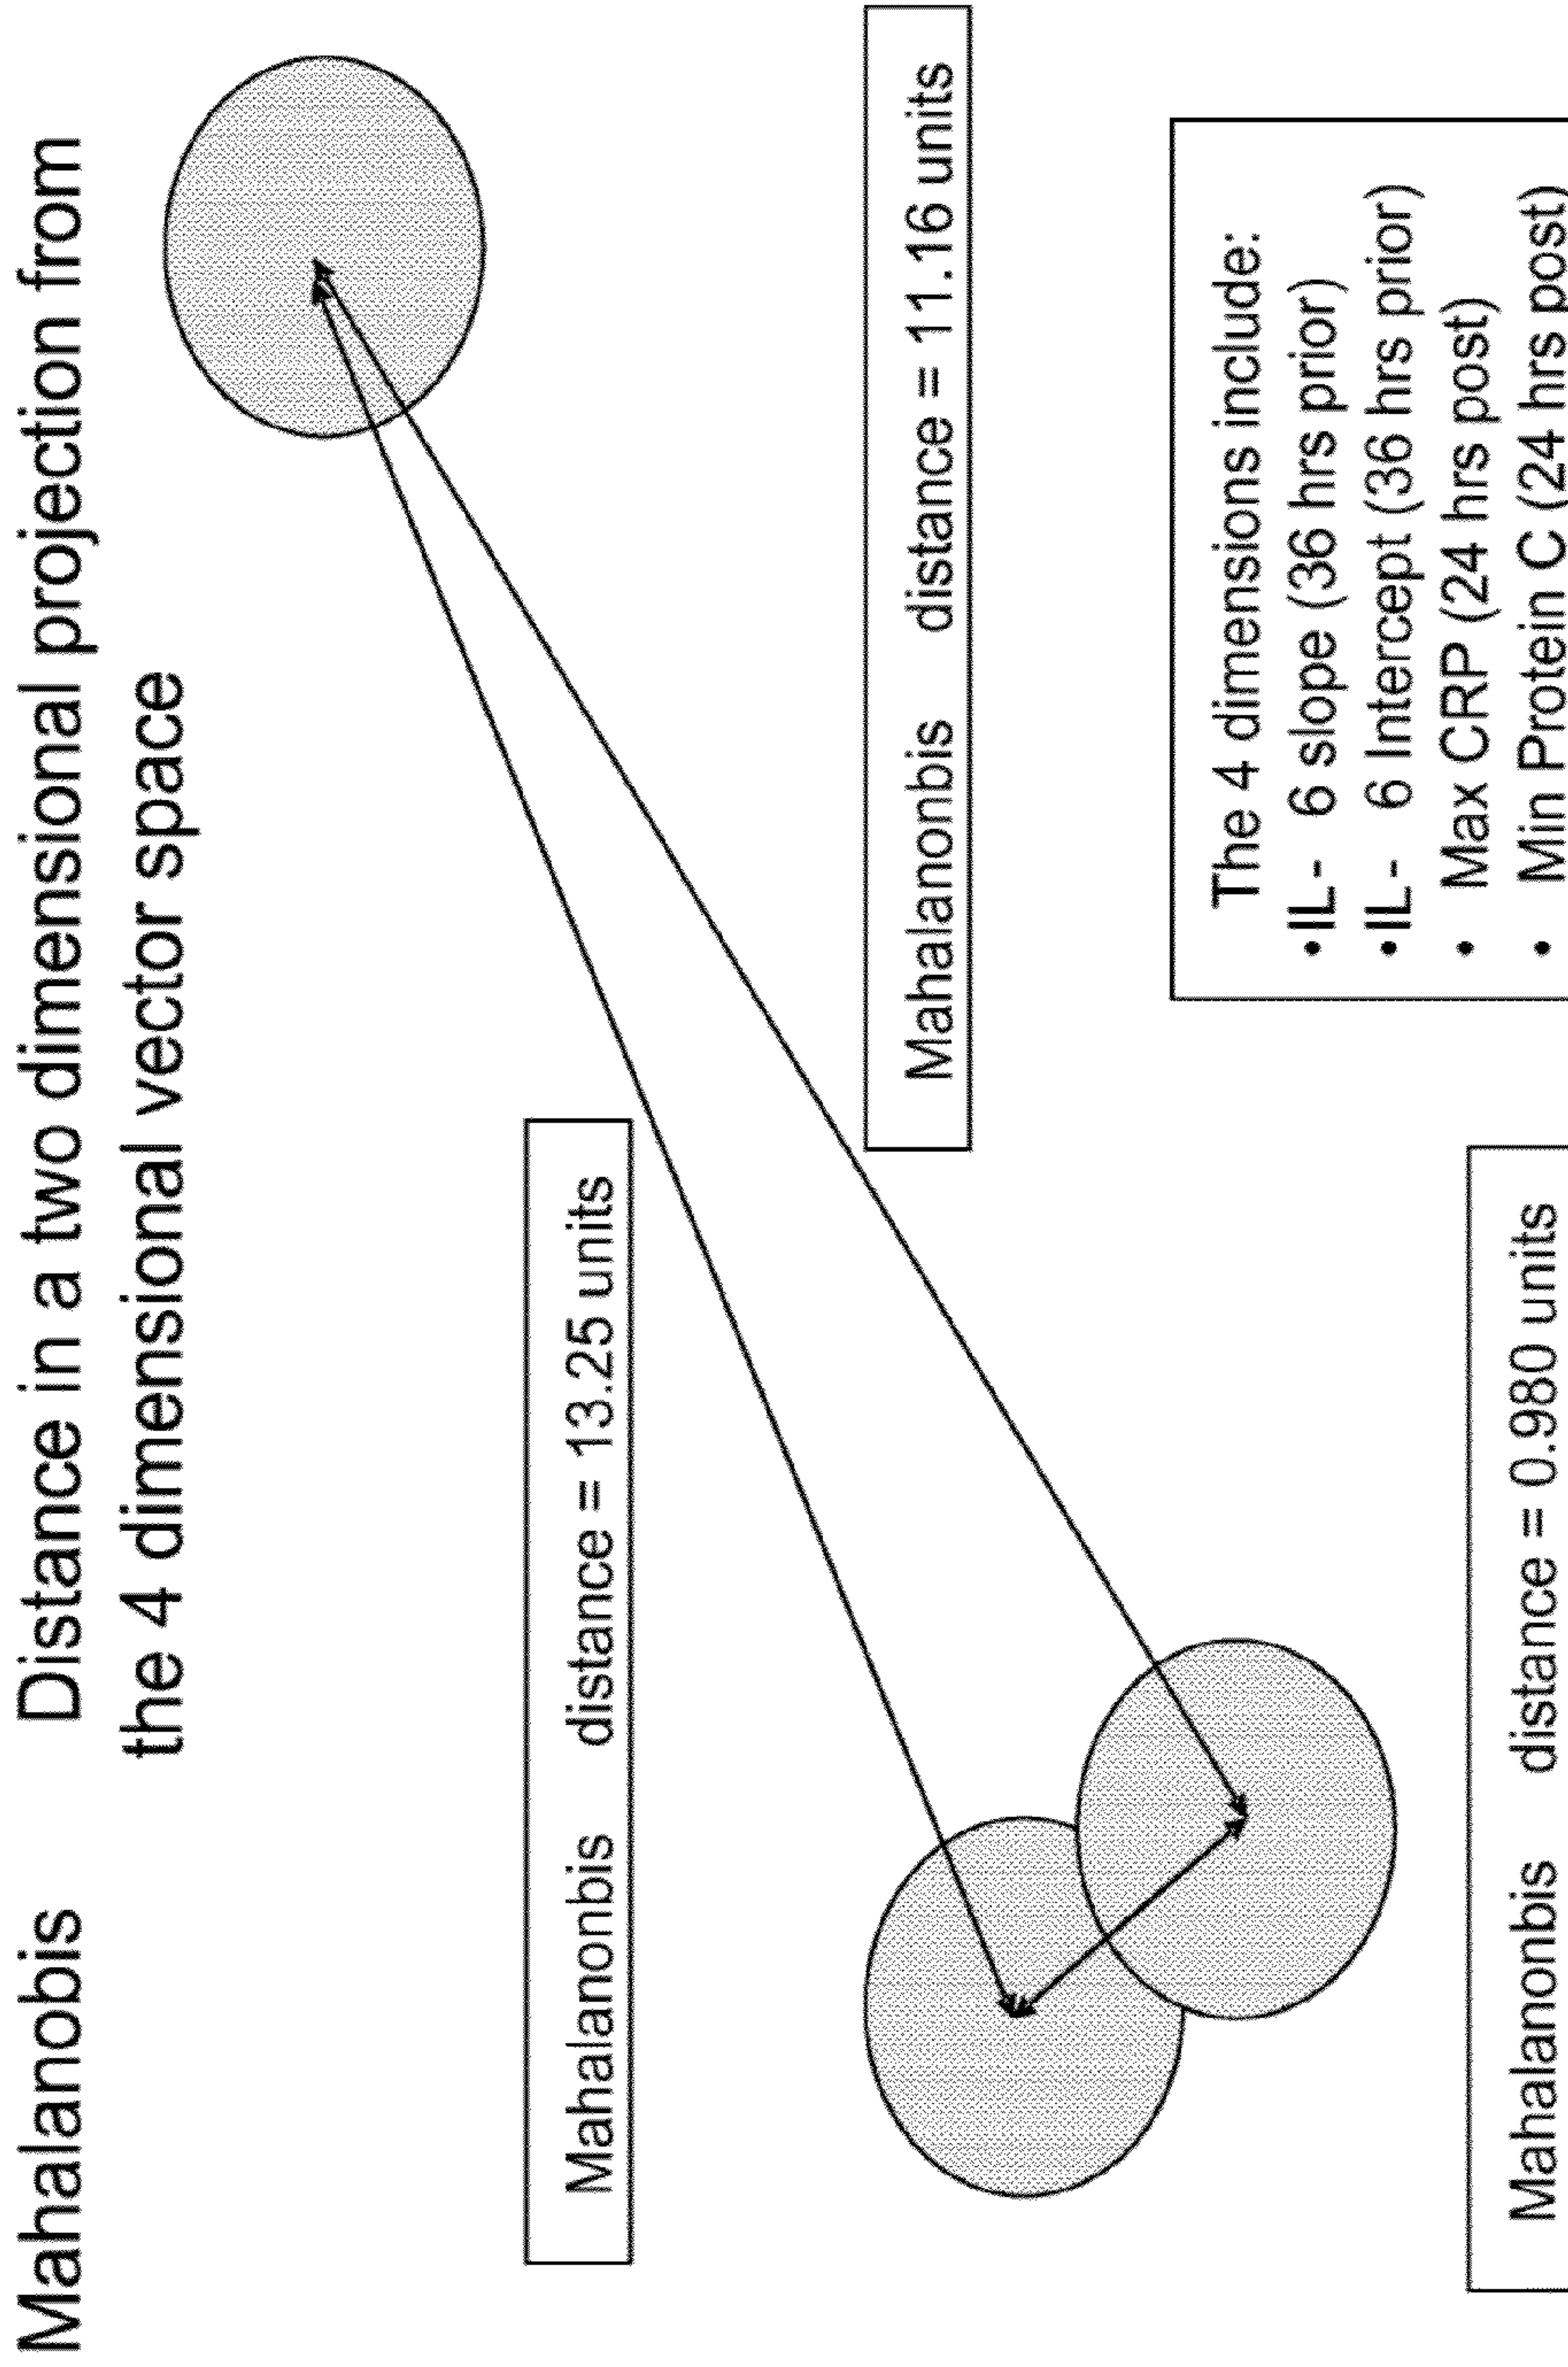 Mahalanobis Distance in a two dimensional projection from
the 4 dimensional vector space
Mahalanonbis distance = 13.25 units
Mahalanonbis distance = 11.16 units
Mahalanonbis distance = 0.980 units
The 4 dimensions include:
•IL- 6 slope (36 hrs prior)
•IL- 6 Intercept (36 hrs prior)
• Max CRP (24 hrs post)
• Min Protein C (24 hrs post)